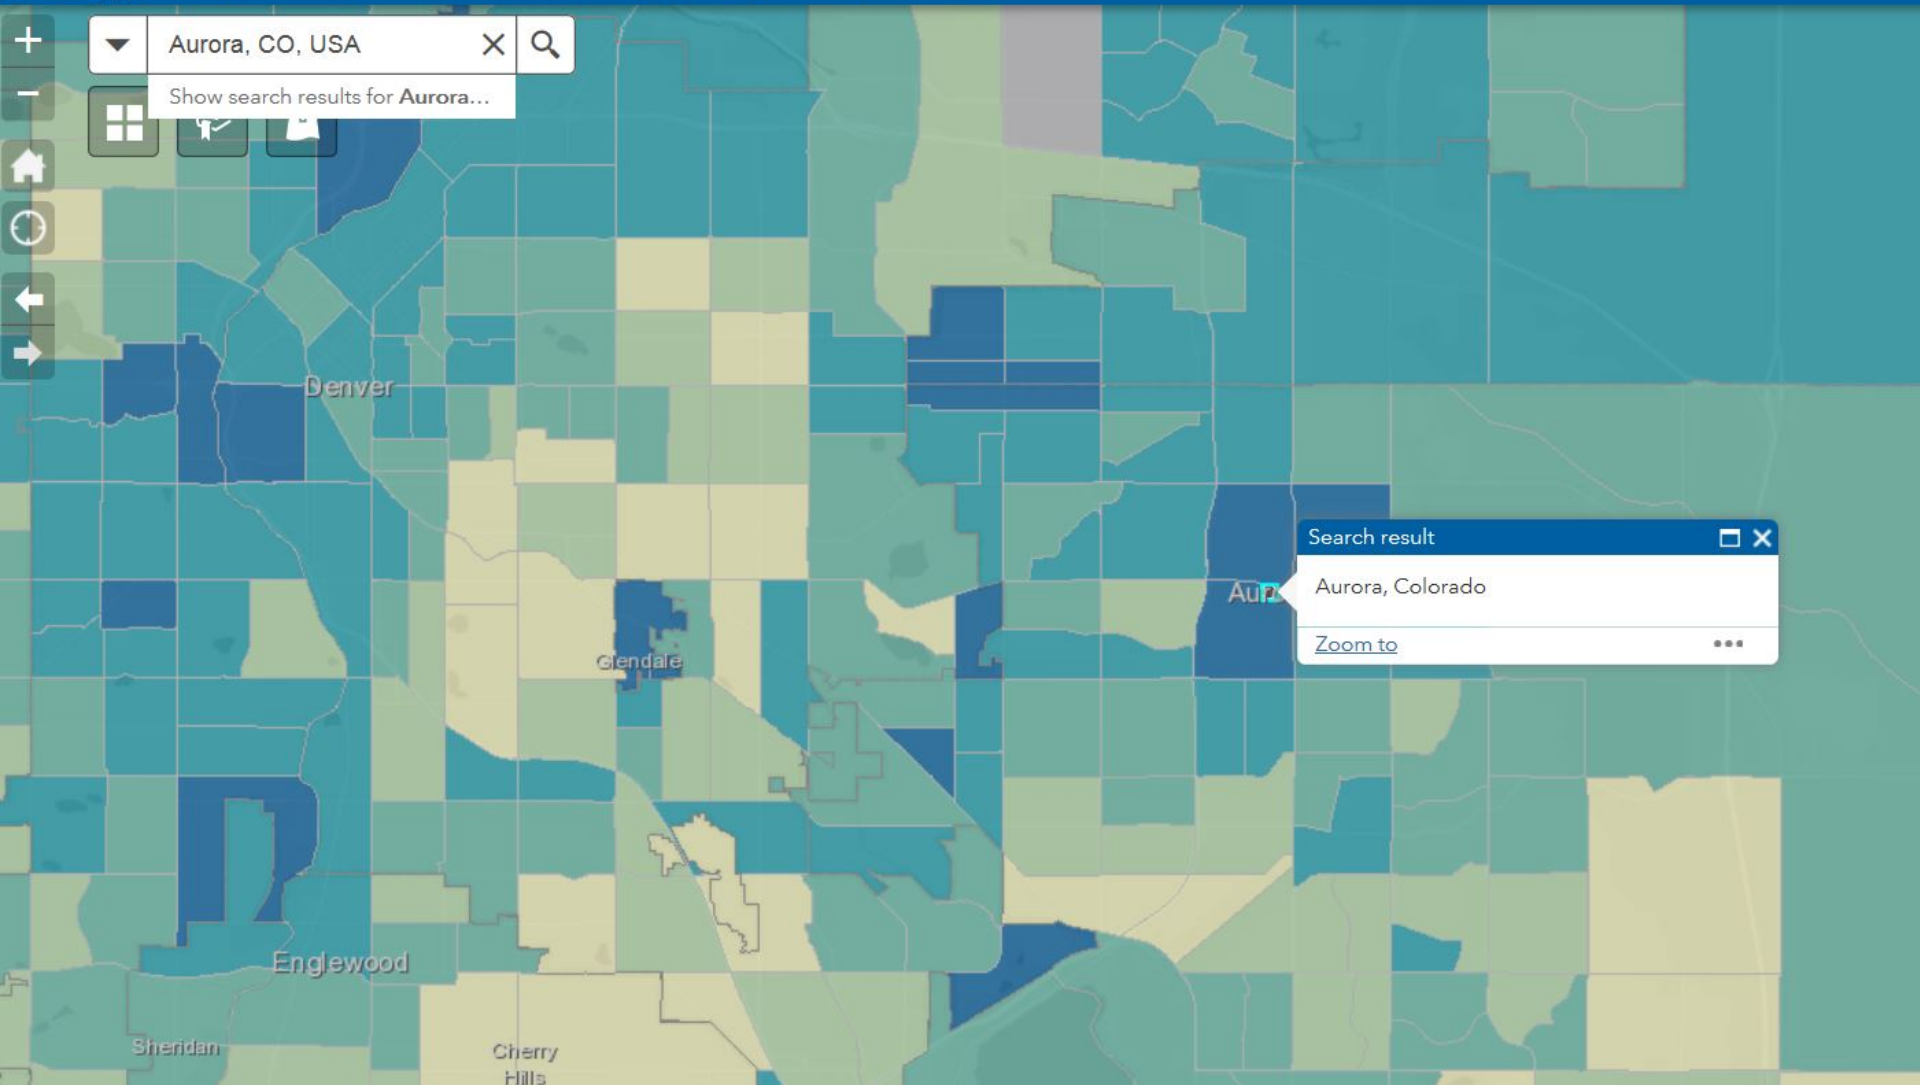 Aurora, CO, USA
Show search results for Aurora...
Denver
Search result
Aurora, Colorado
Zoom to
Glendale
Englewood
Sheridan
Cherry
Hills